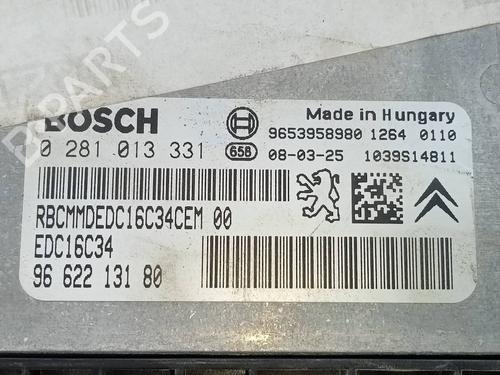 B-PARTS
BOSCH
Made in Hungary
9653958980 1264 0110
0 281 013 331
658
08-03-25 1039S14811
RBCMMDEDC16C34CEM 00
EDC16C34
96 622 131 80